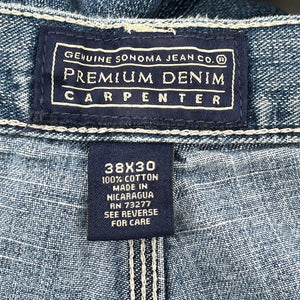 GENUINE SONOMA JEAN CO.
PREMIUM DENIM
CARPENTER
38X30
100% COTTON
MADE IN
NICARAGUA
RN 73277
SEE REVERSE
FOR CARE